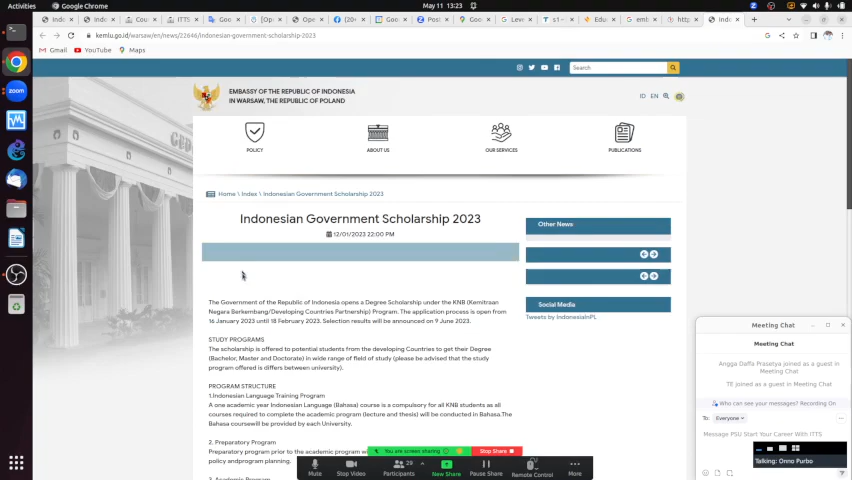 Activities
Google Chrome
May 11 13:23
kemlu.go.id/warsaw/en/news/22646/indonesian-government-scholarship-2023
Gmail
YouTube
Maps
Search
EMBASSY OF THE REPUBLIC OF INDONESIA
IN WARSAW, THE REPUBLIC OF POLAND
ID EN
POLICY
ABOUT US
OUR SERVICES
PUBLICATIONS
Home \ Index \ Indonesian Government Scholarship 2023
Indonesian Government Scholarship 2023
12/01/2023 22:00 PM
Other News
Social Media
Tweets by IndonesiaInPL
The Government of the Republic of Indonesia opens a Degree Scholarship under the KNB (Kemitraan
Negara Berkembang/Developing Countries Partnership) Program. The application process is open from
16 January 2023 until 18 February 2023. Selection results will be announced on 9 June 2023.
STUDY PROGRAMS
The scholarship is offered to potential students from the developing Countries to get their Degree
(Bachelor, Master and Doctorate) in wide range of field of study (please be advised that the study
program offered is differs between university).
PROGRAM STRUCTURE
1.Indonesian Language Training Program
A one academic year Indonesian Language (Bahasa) course is a compulsory for all KNB students as all
courses required to complete the academic program (lecture and thesis) will be conducted in Bahasa.The
Bahasa coursewill be provided by each University.
2. Preparatory Program
Preparatory program prior to the academic program
policy andprogram planning.
3. Academic Program
You are screen sharing
Stop Share
Mute
Stop Video
29
Participants
New Share
Pause Share
Remote Control
More
Meeting Chat
Meeting Chat
Angga Daffa Prasetya joined as a guest in
Meeting Chat
TE joined as a guest in Meeting Chat
Who can see your messages? Recording On
To: Everyone
Message PSU Start Your Career With ITTS
Talking: Onno Purbo